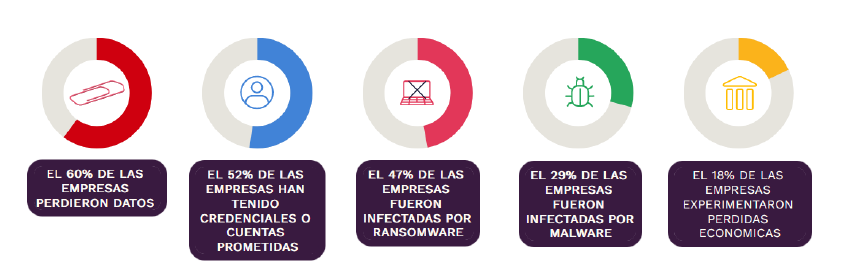 EL 60% DE LAS
EMPRESAS
PERDIERON DATOS
EL 52% DE LAS
EMPRESAS HAN
TENIDO
CREDENCIALES O
CUENTAS
PROMETIDAS
EL 47% DE LAS
EMPRESAS
FUERON
INFECTADAS POR
RANSOMWARE
EL 29% DE LAS
EMPRESAS
FUERON
INFECTADAS POR
MALWARE
EL 18% DE LAS
EMPRESAS
EXPERIMENTARON
PERDIDAS
ECONOMICAS